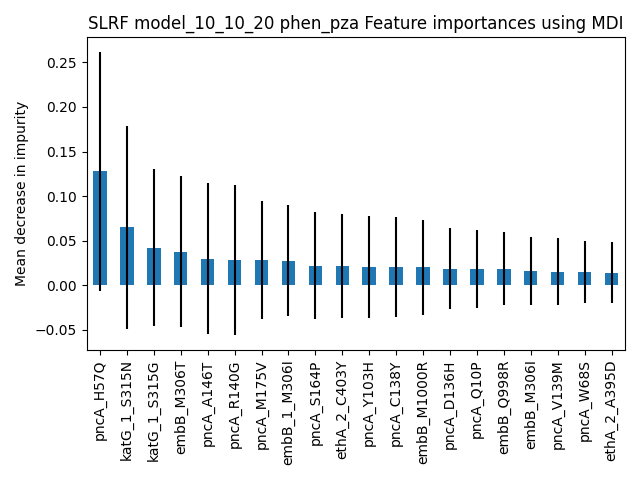 SLRF model_10_10_20 phen_pza Feature importances using MDI
Mean decrease in impurity
0.25
0.20
0.15
0.10
0.05
0.00
−0.05
pncA_H57Q
katG_1_S315N
katG_1_S315G
embB_M306T
pncA_A146T
pncA_R140G
pncA_M175V
embB_1_M306I
pncA_S164P
ethA_2_C403Y
pncA_Y103H
pncA_C138Y
embB_M1000R
pncA_D136H
pncA_Q10P
embB_Q998R
embB_M306I
pncA_V139M
pncA_W68S
ethA_2_A395D